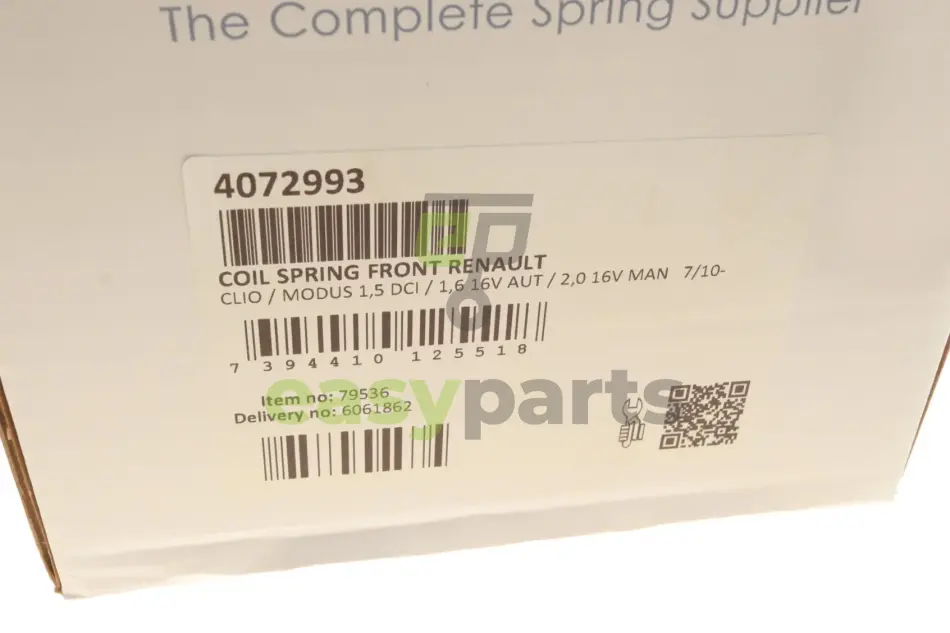 The Complete Spring Supplier
4072993
COIL SPRING FRONT RENAULT
CLIO / MODUS 1,5 DCI / 1,6 16V AUT / 2,0 16V MAN 7/10-
7 394410 125518
easyparts
Item no: 79536
Delivery no: 6061862